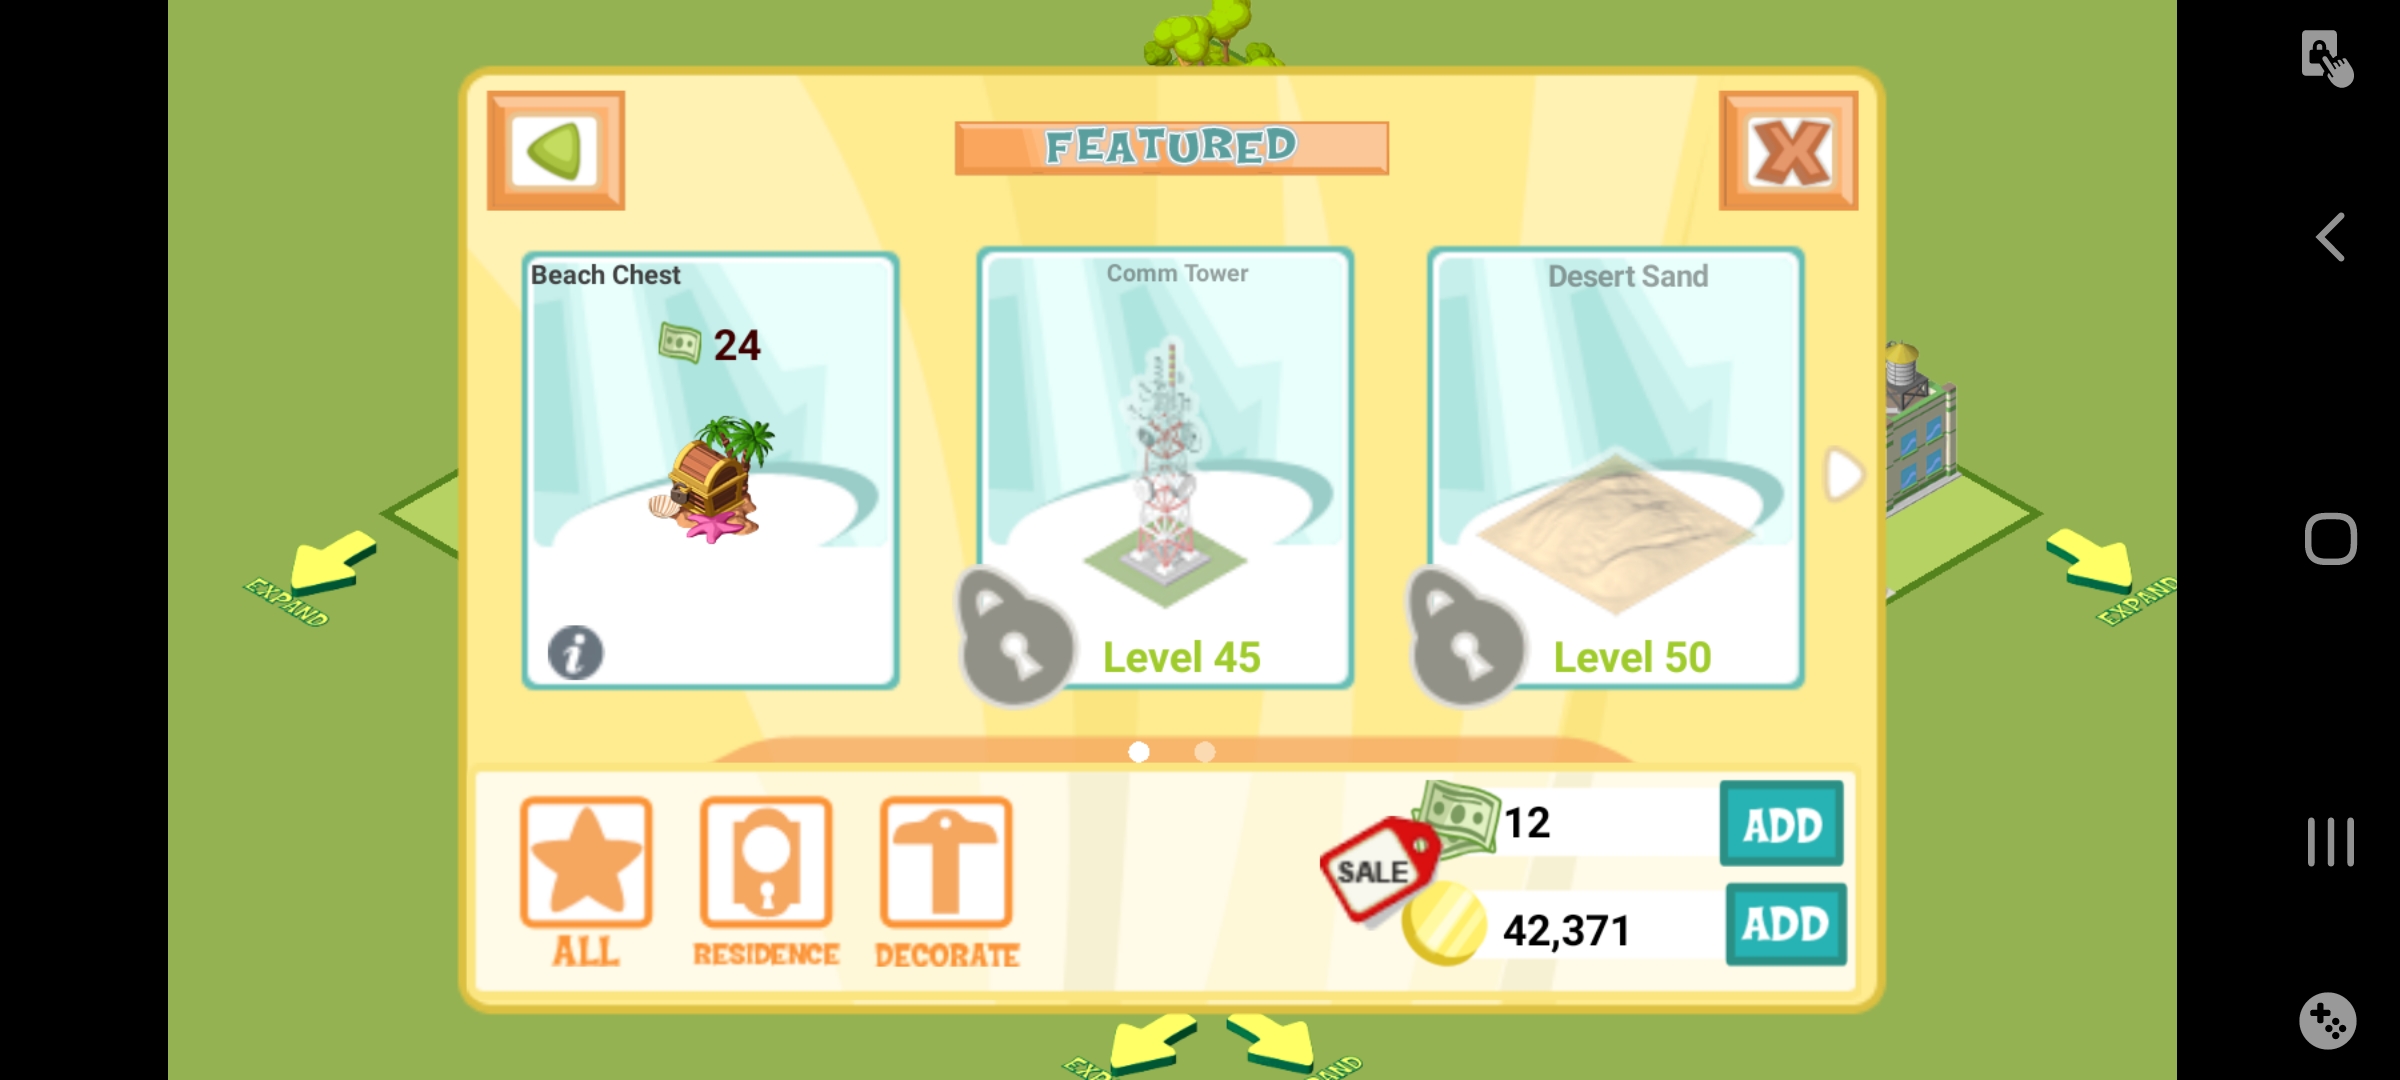 FEATURED
Beach Chest
24
Comm Tower
Level 45
Desert Sand
Level 50
EXPAND
EXPAND
ALL
RESIDENCE
DECORATE
SALE
12
ADD
42,371
ADD